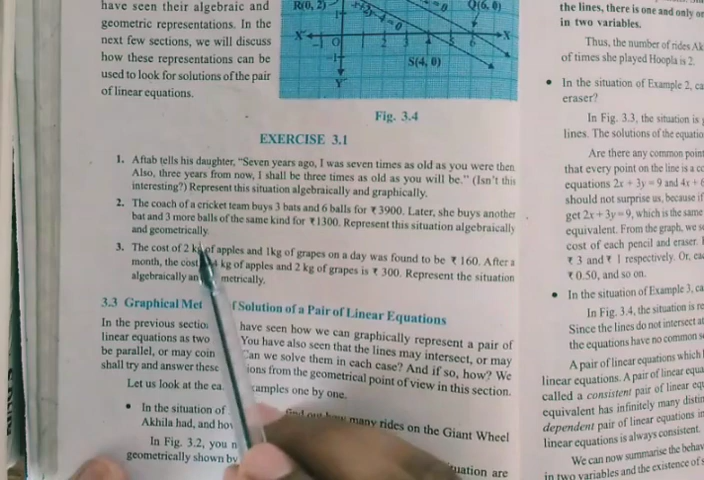 have seen their algebraic and
geometric representations. In the
next few sections, we will discuss
how these representations can be
used to look for solutions of the pair
of linear equations.
R(0, 2)
Q(6, 0)
X′ -1 O 2 3 4 5 6 X
S(4, 0)
Y′
Fig. 3.4
EXERCISE 3.1
1. Aftab tells his daughter, “Seven years ago, I was seven times as old as you were then
Also, three years from now, I shall be three times as old as you will be.” (Isn't this
interesting?) Represent this situation algebraically and graphically.
2. The coach of a cricket team buys 3 bats and 6 balls for ₹ 3900. Later, she buys another
bat and 3 more balls of the same kind for ₹ 1300. Represent this situation algebraically
and geometrically.
3. The cost of 2 kg of apples and 1kg of grapes on a day was found to be ₹ 160. After a
month, the cost 4 kg of apples and 2 kg of grapes is ₹ 300. Represent the situation
algebraically an metrically.
3.3 Graphical Met f Solution of a Pair of Linear Equations
In the previous sectio have seen how we can graphically represent a pair of
linear equations as two You have also seen that the lines may intersect, or may
be parallel, or may coin Can we solve them in each case? And if so, how? We
shall try and answer these ions from the geometrical point of view in this section.
Let us look at the ea xamples one by one.
• In the situation of find out how many rides on the Giant Wheel
Akhila had, and how
In Fig. 3.2, you n uation are
geometrically shown by
the lines, there is one and only o
in two variables.
Thus, the number of rides Ak
of times she played Hoopla is 2.
• In the situation of Example 2, ca
eraser?
In Fig. 3.3, the situation is
lines. The solutions of the equatio
Are there any common point
that every point on the line is a co
equations 2x + 3y = 9 and 4x + 6
should not surprise us, because if
get 2x + 3y = 9, which is the same
equivalent. From the graph, we s
cost of each pencil and eraser.
₹ 3 and ₹ 1 respectively. Or, ea
₹ 0.50, and so on.
• In the situation of Example 3, ca
In Fig. 3.4, the situation is re
Since the lines do not intersect at
the equations have no common s
A pair of linear equations which
linear equations. A pair of linear equa
called a consistent pair of linear eq
equivalent has infinitely many distin
dependent pair of linear equations in
linear equations is always consistent.
We can now summarise the behav
in two variables and the existence of s